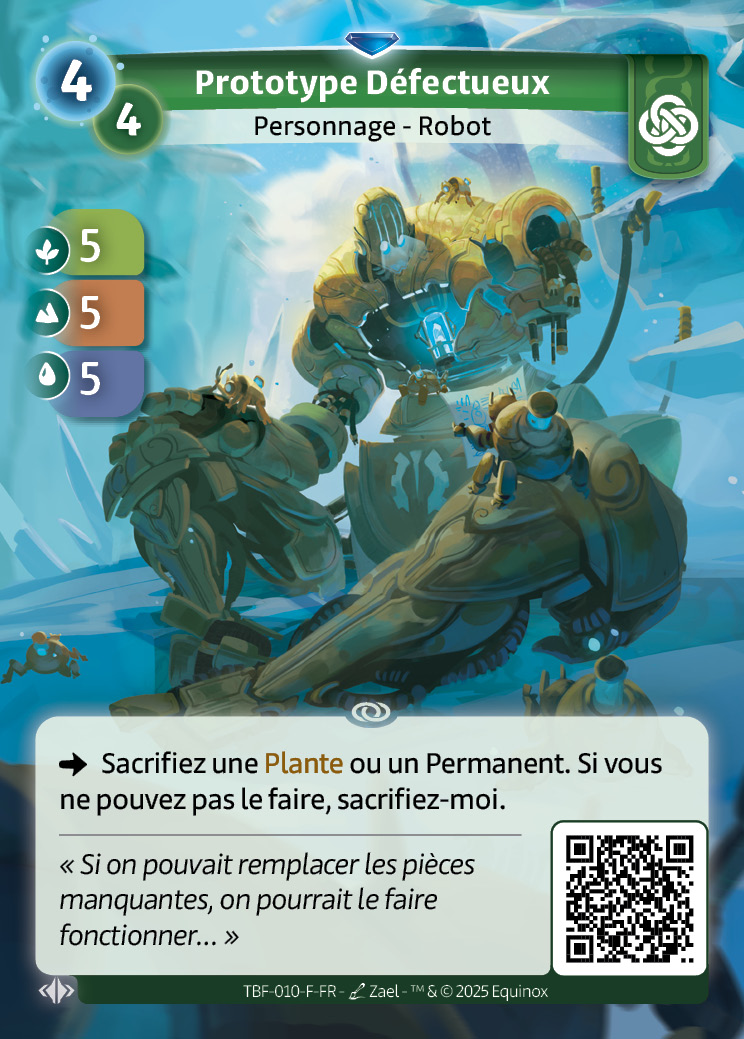 4
Prototype Défectueux
4
Personnage - Robot
5
5
5
Sacrifiez une Plante ou un Permanent. Si vous
ne pouvez pas le faire, sacrifiez-moi.
« Si on pouvait remplacer les pièces
manquantes, on pourrait le faire
fonctionner… »
TBF-010-F-FR - Zael - ™ & © 2025 Equinox